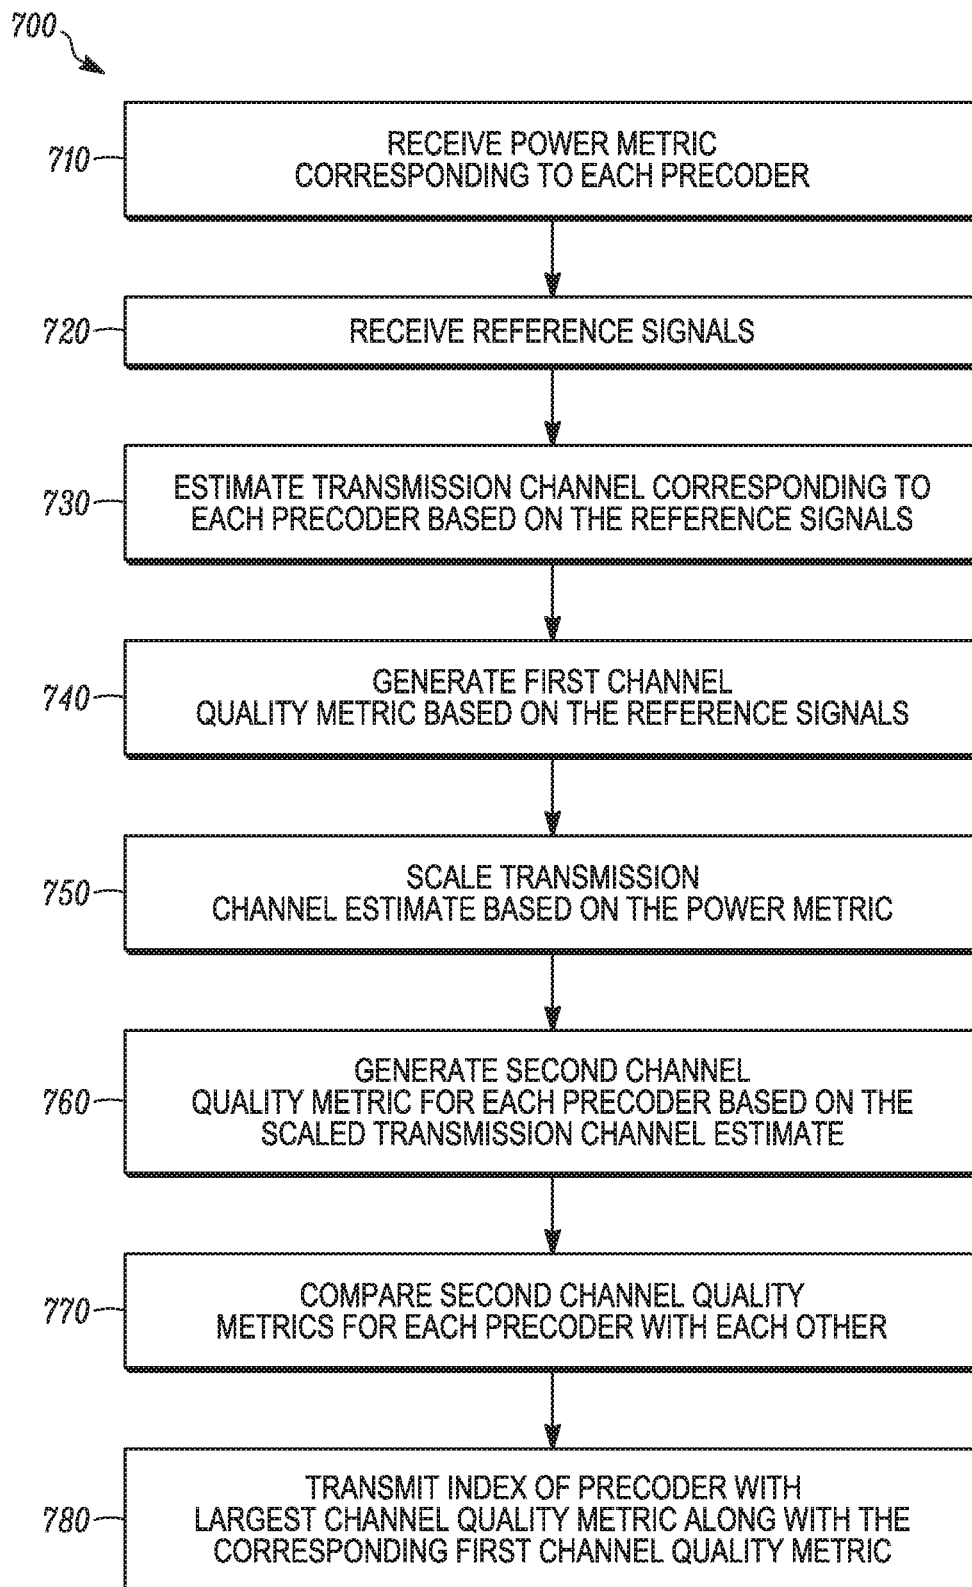 700
710
RECEIVE POWER METRIC
CORRESPONDING TO EACH PRECODER
720
RECEIVE REFERENCE SIGNALS
730
ESTIMATE TRANSMISSION CHANNEL CORRESPONDING TO
EACH PRECODER BASED ON THE REFERENCE SIGNALS
740
GENERATE FIRST CHANNEL
QUALITY METRIC BASED ON THE REFERENCE SIGNALS
750
SCALE TRANSMISSION
CHANNEL ESTIMATE BASED ON THE POWER METRIC
760
GENERATE SECOND CHANNEL
QUALITY METRIC FOR EACH PRECODER BASED ON THE
SCALED TRANSMISSION CHANNEL ESTIMATE
770
COMPARE SECOND CHANNEL QUALITY
METRICS FOR EACH PRECODER WITH EACH OTHER
780
TRANSMIT INDEX OF PRECODER WITH
LARGEST CHANNEL QUALITY METRIC ALONG WITH THE
CORRESPONDING FIRST CHANNEL QUALITY METRIC